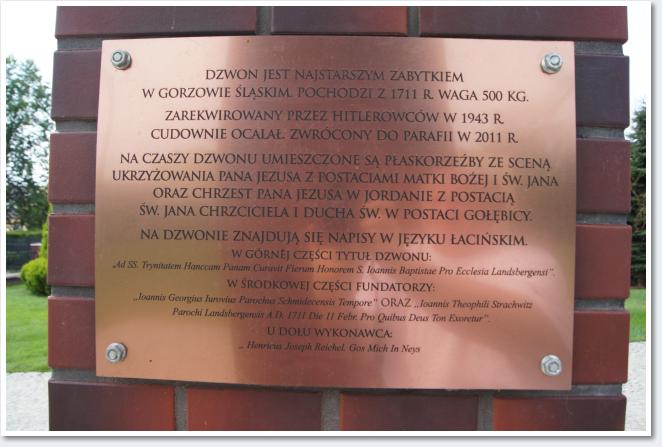 DZWON JEST NAJSTARSZYM ZABYTKIEM
W GORZOWIE ŚLĄSKIM. POCHODZI Z 1711 R. WAGA 500 KG.
ZAREKWIROWANY PRZEZ HITLEROWCÓW W 1943 R.
CUDOWNIE OCALAŁ. ZWRÓCONY DO PARAFII W 2011 R.
NA CZASZY DZWONU UMIESZCZONE SĄ PŁASKORZEŹBY ZE SCENĄ
UKRZYŻOWANIA PANA JEZUSA Z POSTACIAMI MATKI BOŻEJ I ŚW. JANA
ORAZ CHRZEST PANA JEZUSA W JORDANIE Z POSTACIĄ
ŚW. JANA CHRZCICIELA I DUCHA ŚW. W POSTACI GOŁĘBICY.
NA DZWONIE ZNAJDUJĄ SIĘ NAPISY W JĘZYKU ŁACIŃSKIM.
W GÓRNÉJ CZĘŚCI TYTUŁ DZWONU:
„Ad SS. Trynitatem Hanccam Panam Curavit Fierum Honorem S. Ioannis Baptistae Pro Ecclesia Landsbergensi".
W ŚRODKOWEJ CZĘŚCI FUNDATORZY:
„Ioannis Georgius Iurovius Parochus Schmidecensis Tempore" ORAZ „Ioannis Theophili Strachwitz
Parochi Landsbergensis A.D. 1711 Die 11 Febr. Pro Quibus Deus Ton Exoretur".
U DOŁU WYKONAWCA:
„ Henricus Joseph Reichel. Gos Mich In Neys